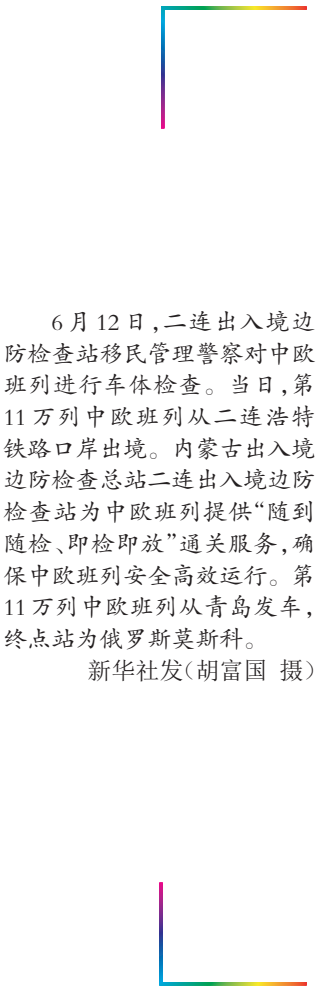 6月12日，二连出入境边
防检查站移民管理警察对中欧
班列进行车体检查。当日，第
11万列中欧班列从二连浩特
铁路口岸出境。内蒙古出入境
边防检查总站二连出入境边防
检查站为中欧班列提供“随到
随检、即检即放”通关服务，确
保中欧班列安全高效运行。第
11万列中欧班列从青岛发车，
终点站为俄罗斯莫斯科。
新华社发（胡富国 摄）